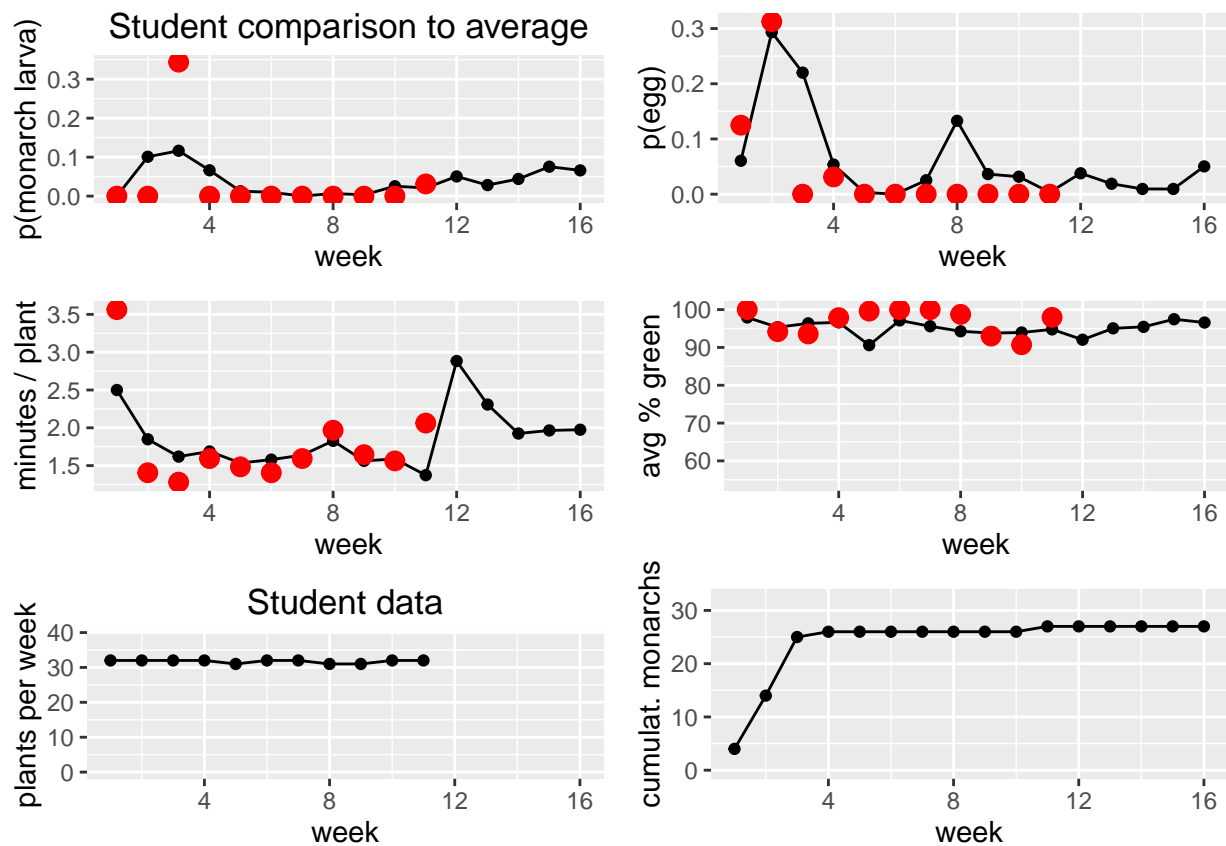 Student comparison to average
p(monarch larva)
0.3
0.2
0.1
0.0
4 8 12 16
week
p(egg)
0.3
0.2
0.1
0.0
4 8 12 16
week
minutes / plant
3.5
3.0
2.5
2.0
1.5
4 8 12 16
week
avg % green
100
90
80
70
60
4 8 12 16
week
Student data
plants per week
40
30
20
10
0
4 8 12 16
week
cumulat. monarchs
30
20
10
0
4 8 12 16
week